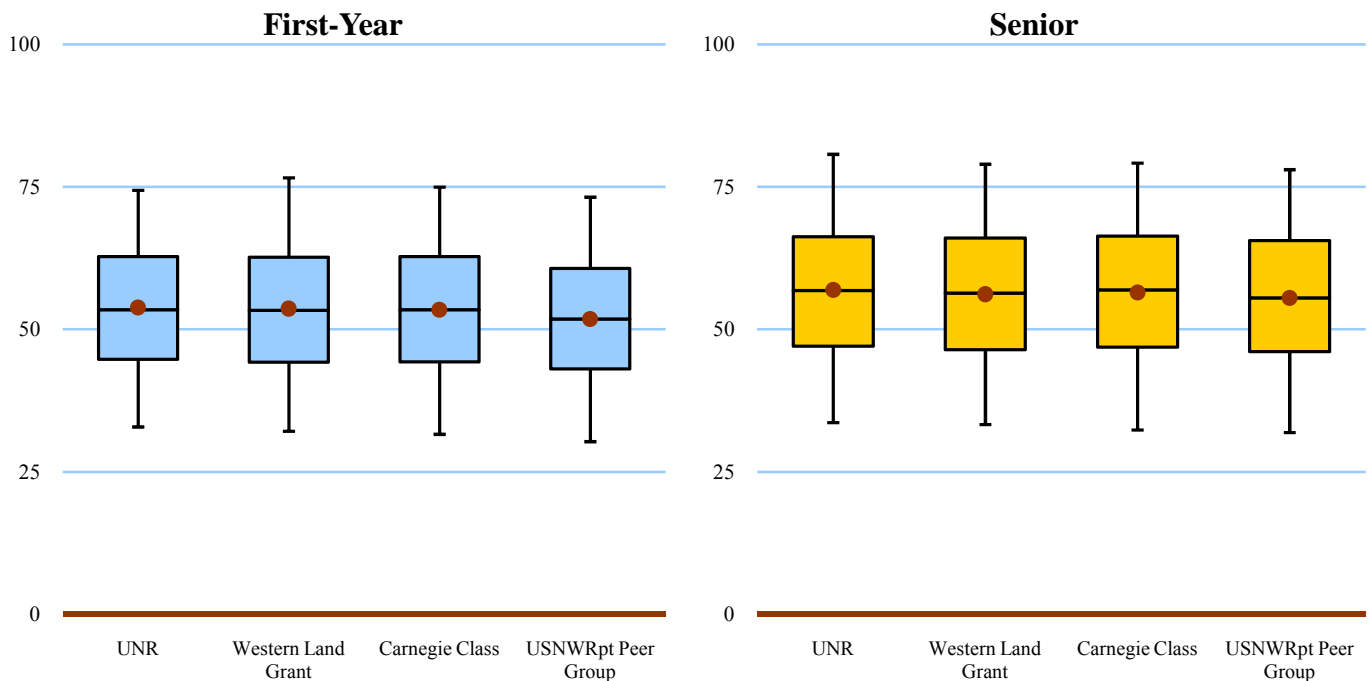 First-Year
100
75
50
25
0
UNR
Western Land
Grant
Carnegie Class
USNWRpt Peer
Group
Senior
100
75
50
25
0
UNR
Western Land
Grant
Carnegie Class
USNWRpt Peer
Group